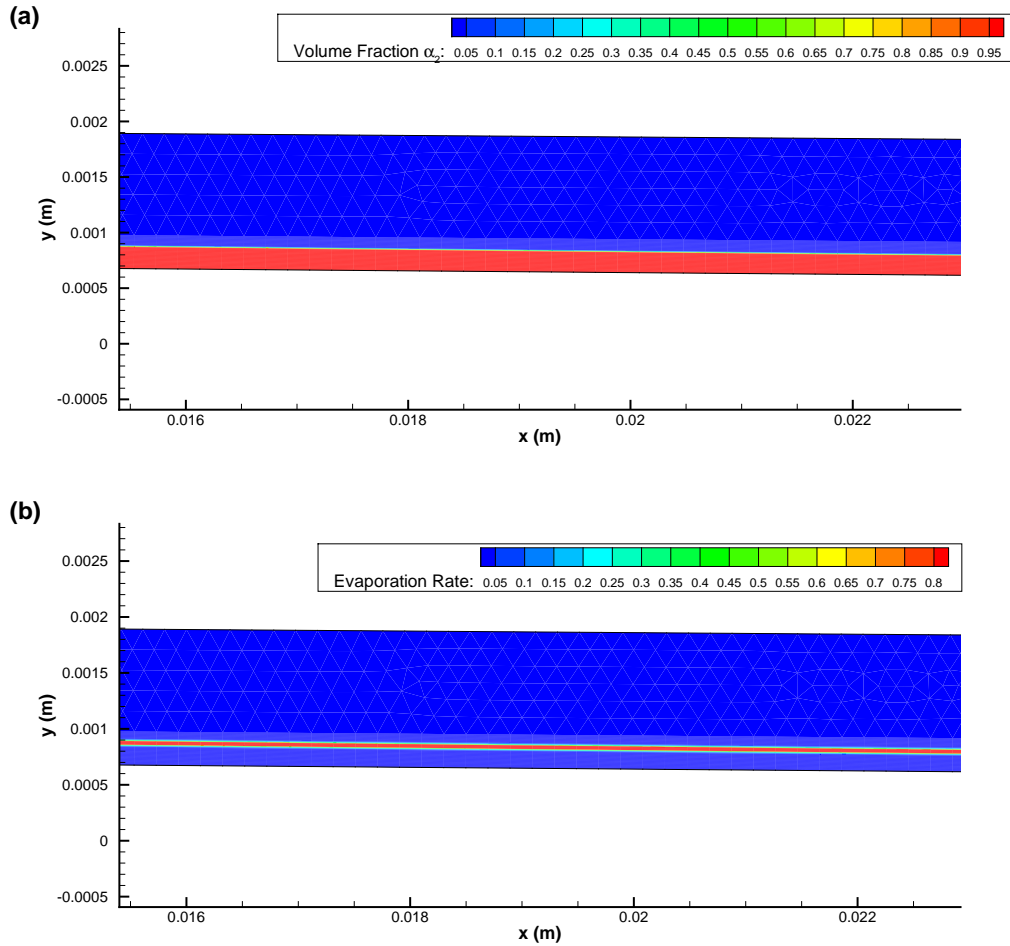 (a)
Volume Fraction α2:
0.05 0.1 0.15 0.2 0.25 0.3 0.35 0.4 0.45 0.5 0.55 0.6 0.65 0.7 0.75 0.8 0.85 0.9 0.95
0.0025
0.002
0.0015
0.001
0.0005
0
-0.0005
y (m)
0.016 0.018 0.02 0.022
x (m)
(b)
Evaporation Rate:
0.05 0.1 0.15 0.2 0.25 0.3 0.35 0.4 0.45 0.5 0.55 0.6 0.65 0.7 0.75 0.8
0.0025
0.002
0.0015
0.001
0.0005
0
-0.0005
y (m)
0.016 0.018 0.02 0.022
x (m)